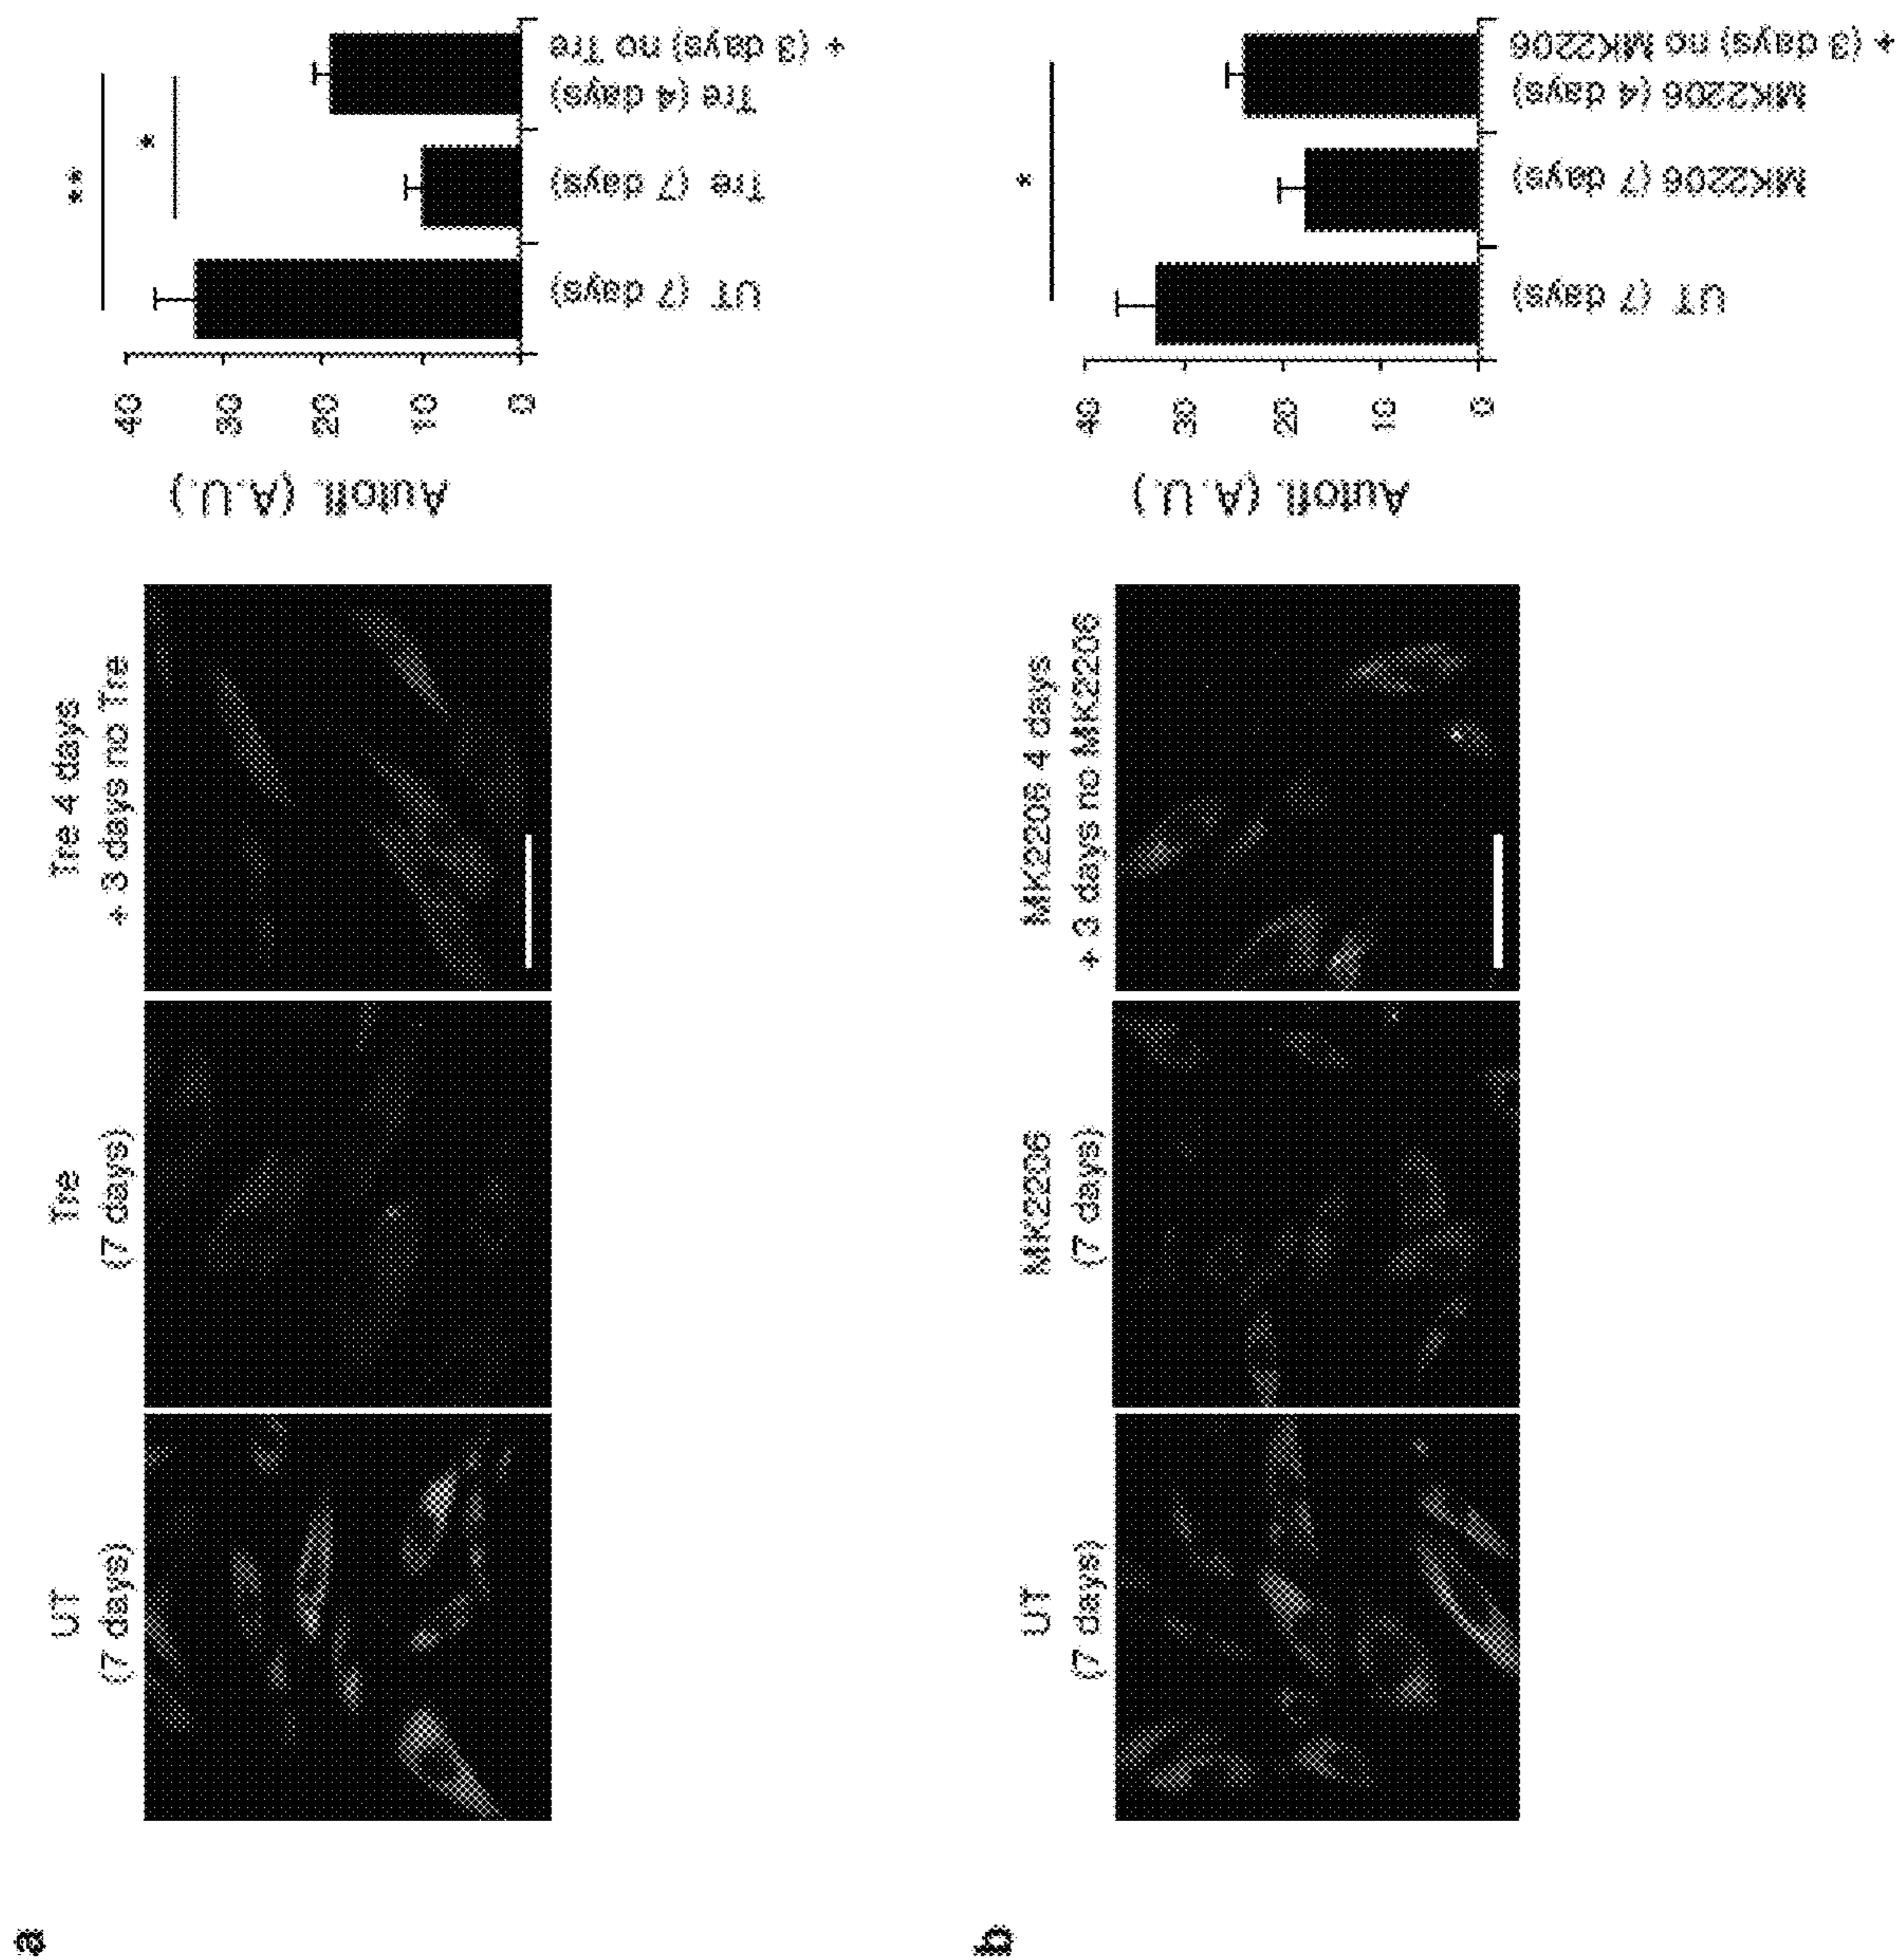 a
UT
(7 days)
Tre
(7 days)
Tre 4 days
+ 3 days no Tre
Autofl. (A.U.)
40
30
20
10
0
**
*
UT (7 days)
Tre (7 days)
Tre (4 days)
+ (3 days) no Tre
b
UT
(7 days)
MK2206
(7 days)
MK2206 4 days
+ 3 days no MK2206
Autofl. (A.U.)
40
30
20
10
0
*
UT (7 days)
MK2206 (7 days)
MK2206 (4 days)
+ (3 days) no MK2206